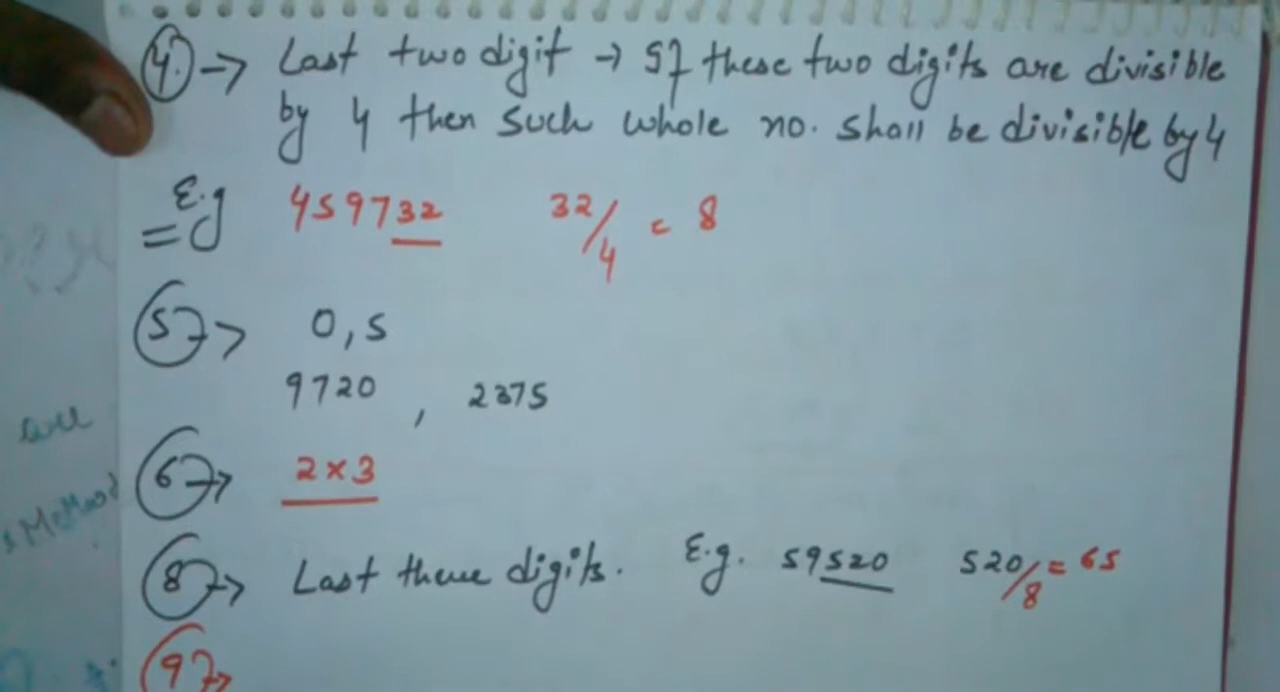 4. → Last two digit → If these two digits are divisible
by 4 then such whole no. shall be divisible by 4
E.g 459732 32/4 = 8
5 → 0, 5
9720, 2375
6 → 2 × 3
8 → Last three digits. E.g. 59520 520/8 = 65
9 →
are